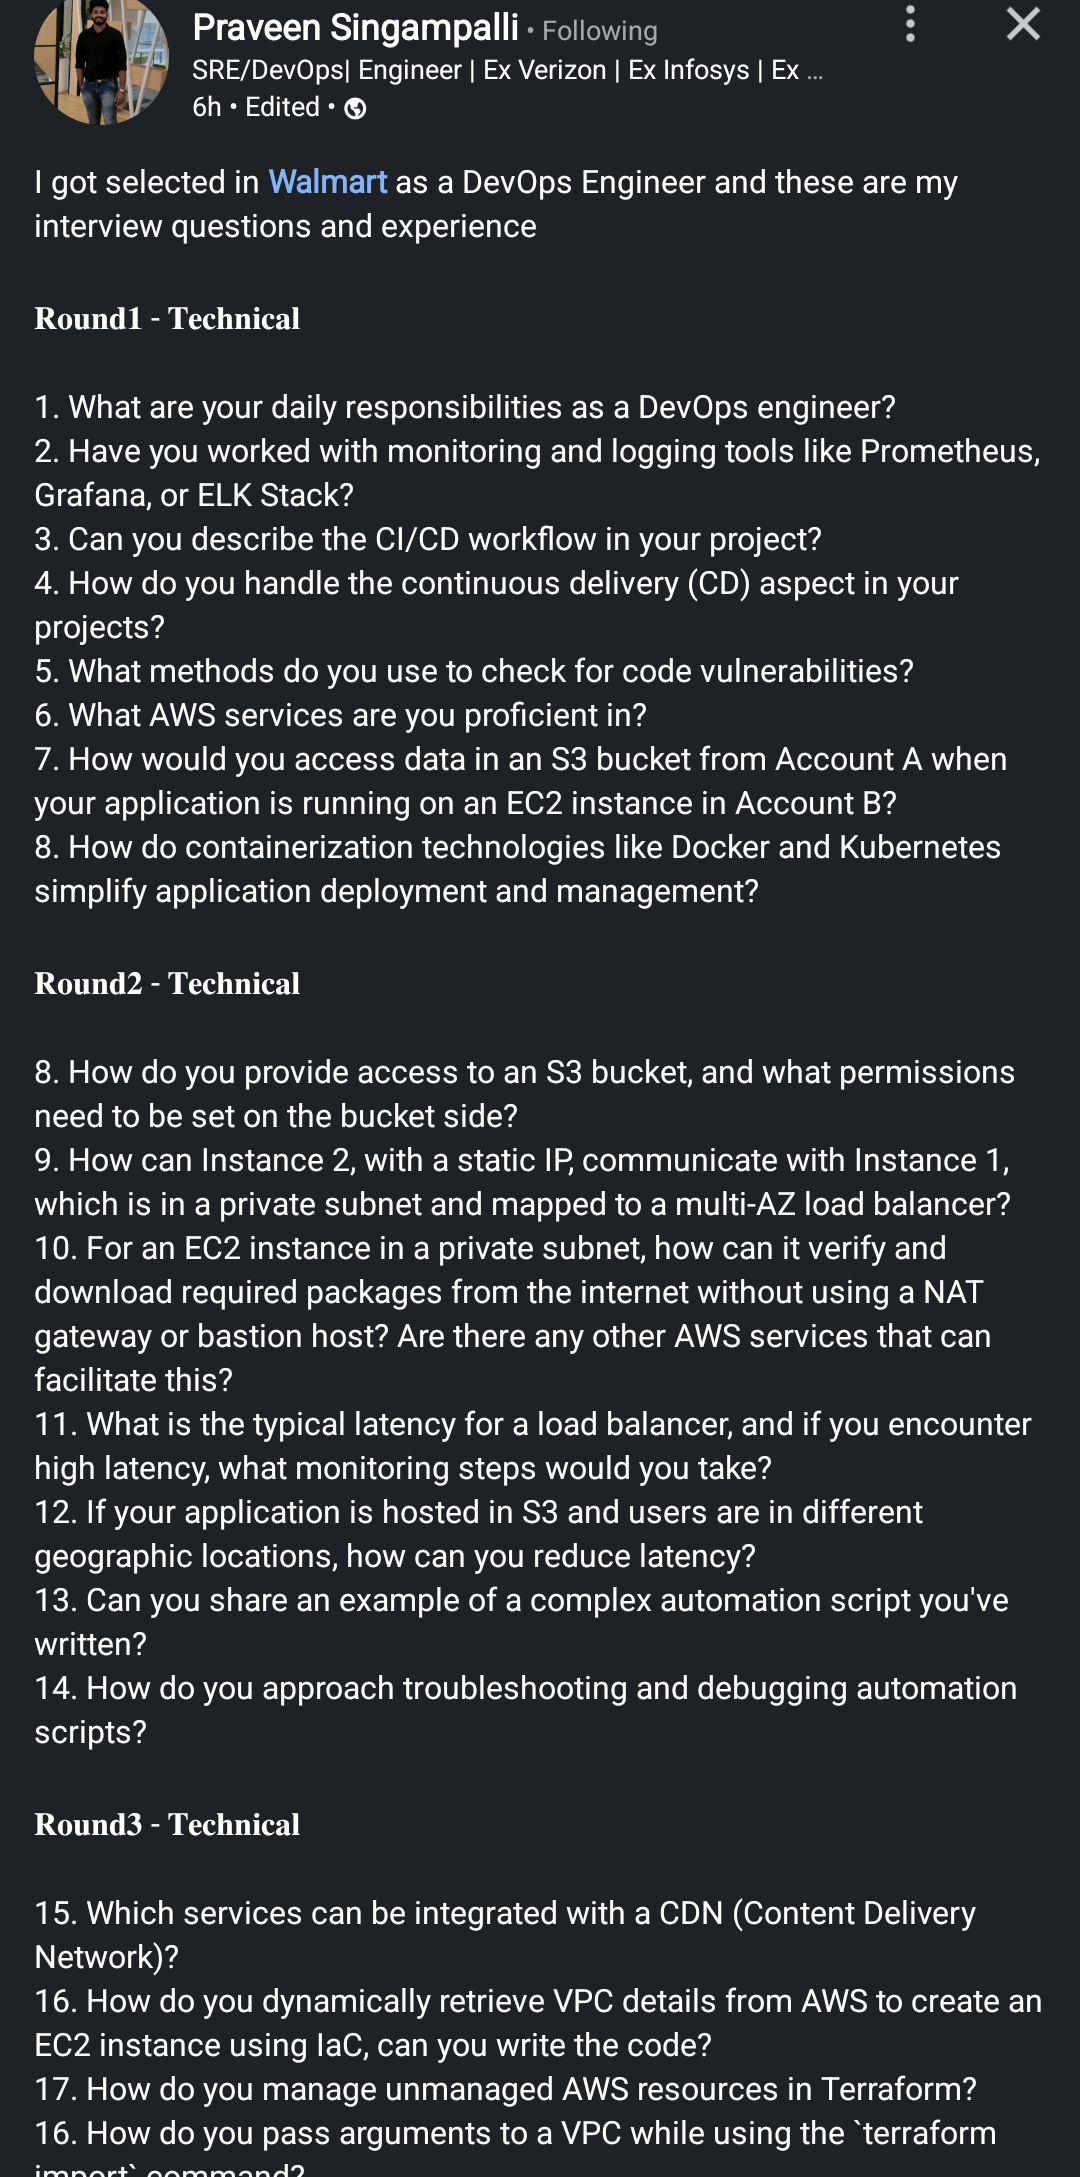 Praveen Singampalli • Following
SRE/DevOps| Engineer | Ex Verizon | Ex Infosys | Ex ...
6h • Edited •
I got selected in Walmart as a DevOps Engineer and these are my
interview questions and experience
Round1 - Technical
1. What are your daily responsibilities as a DevOps engineer?
2. Have you worked with monitoring and logging tools like Prometheus,
Grafana, or ELK Stack?
3. Can you describe the CI/CD workflow in your project?
4. How do you handle the continuous delivery (CD) aspect in your
projects?
5. What methods do you use to check for code vulnerabilities?
6. What AWS services are you proficient in?
7. How would you access data in an S3 bucket from Account A when
your application is running on an EC2 instance in Account B?
8. How do containerization technologies like Docker and Kubernetes
simplify application deployment and management?
Round2 - Technical
8. How do you provide access to an S3 bucket, and what permissions
need to be set on the bucket side?
9. How can Instance 2, with a static IP, communicate with Instance 1,
which is in a private subnet and mapped to a multi-AZ load balancer?
10. For an EC2 instance in a private subnet, how can it verify and
download required packages from the internet without using a NAT
gateway or bastion host? Are there any other AWS services that can
facilitate this?
11. What is the typical latency for a load balancer, and if you encounter
high latency, what monitoring steps would you take?
12. If your application is hosted in S3 and users are in different
geographic locations, how can you reduce latency?
13. Can you share an example of a complex automation script you've
written?
14. How do you approach troubleshooting and debugging automation
scripts?
Round3 - Technical
15. Which services can be integrated with a CDN (Content Delivery
Network)?
16. How do you dynamically retrieve VPC details from AWS to create an
EC2 instance using IaC, can you write the code?
17. How do you manage unmanaged AWS resources in Terraform?
16. How do you pass arguments to a VPC while using the `terraform
import` command?